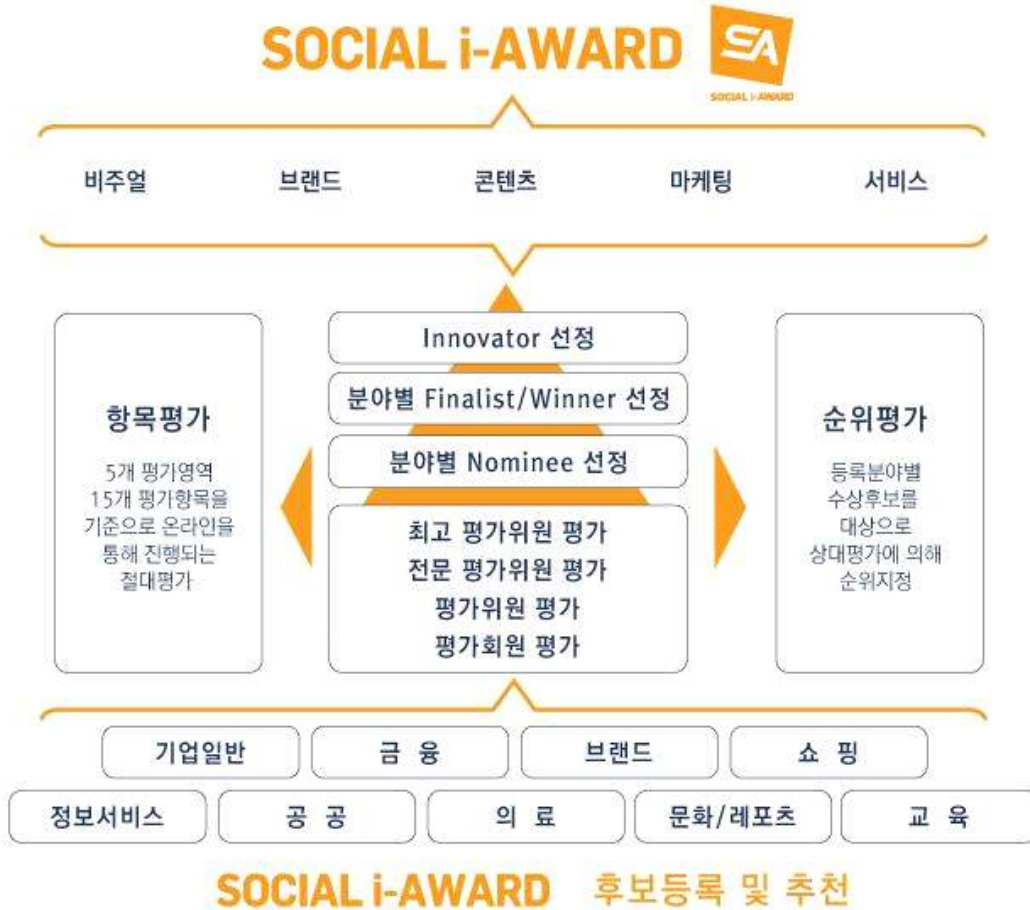 SOCIAL i-AWARD
SA
SOCIAL i-AWARD
비주얼 브랜드 콘텐츠 마케팅 서비스
Innovator 선정
분야별 Finalist/Winner 선정
분야별 Nominee 선정
항목평가
5개 평가영역
15개 평가항목을
기준으로 온라인을
통해 진행되는
절대평가
최고 평가위원 평가
전문 평가위원 평가
평가위원 평가
평가회원 평가
순위평가
등록분야별
수상후보를
대상으로
상대평가에 의해
순위지정
기업일반 금 융 브랜드 쇼 핑
정보서비스 공 공 의 료 문화/레포츠 교 육
SOCIAL i-AWARD 후보등록 및 추천